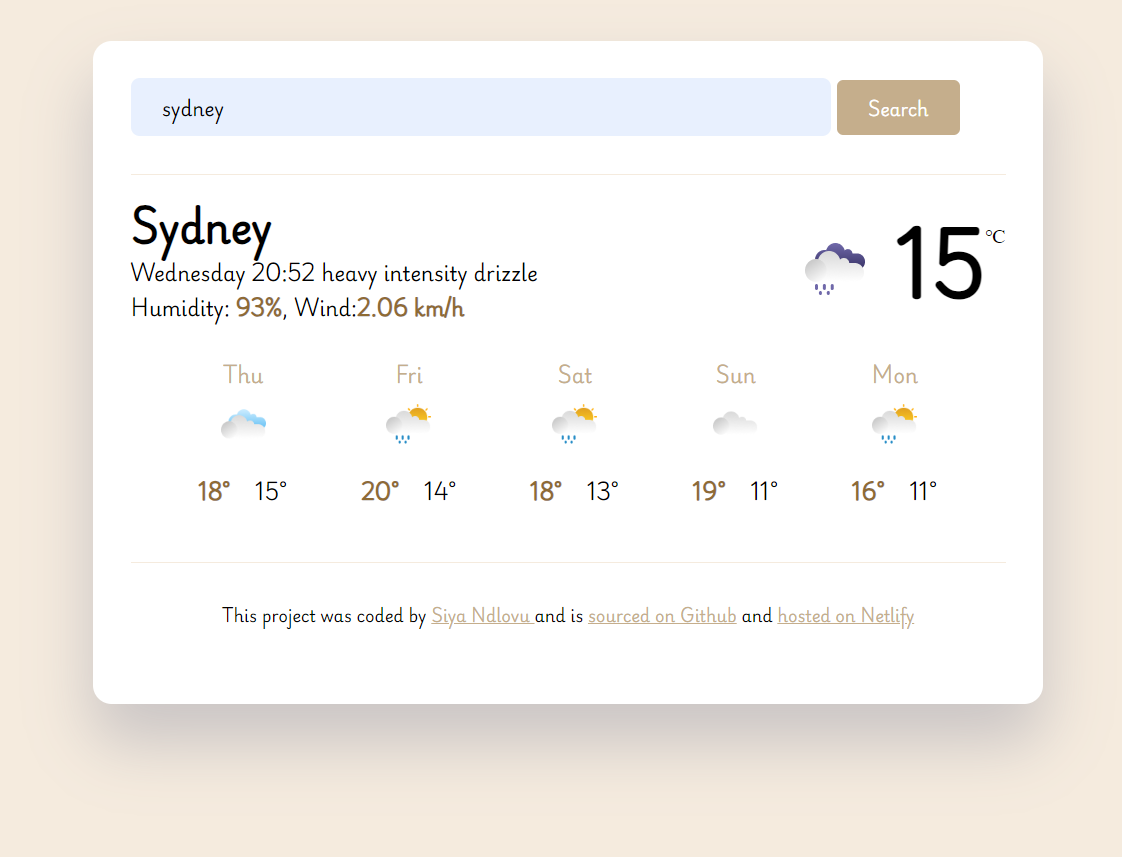 sydney Search
Sydney
Wednesday 20:52 heavy intensity drizzle
Humidity: 93%, Wind:2.06 km/h
15 °C
Thu Fri Sat Sun Mon
18° 15° 20° 14° 18° 13° 19° 11° 16° 11°
This project was coded by Siya Ndlovu and is sourced on Github and hosted on Netlify